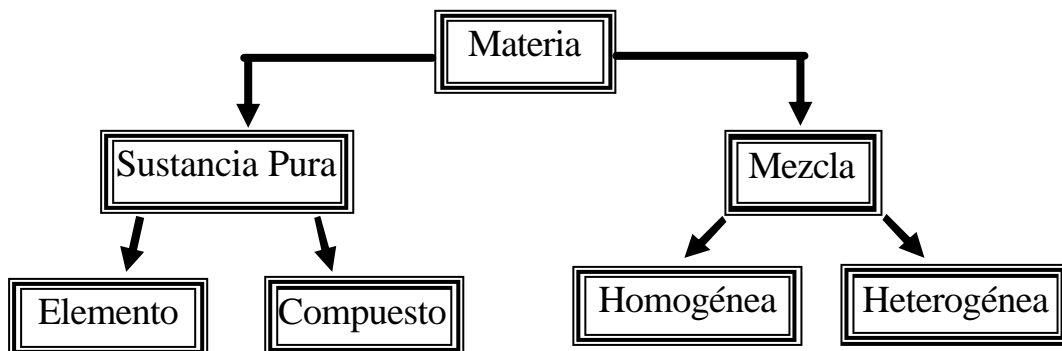 Materia
Sustancia Pura
Mezcla
Elemento
Compuesto
Homogénea
Heterogénea